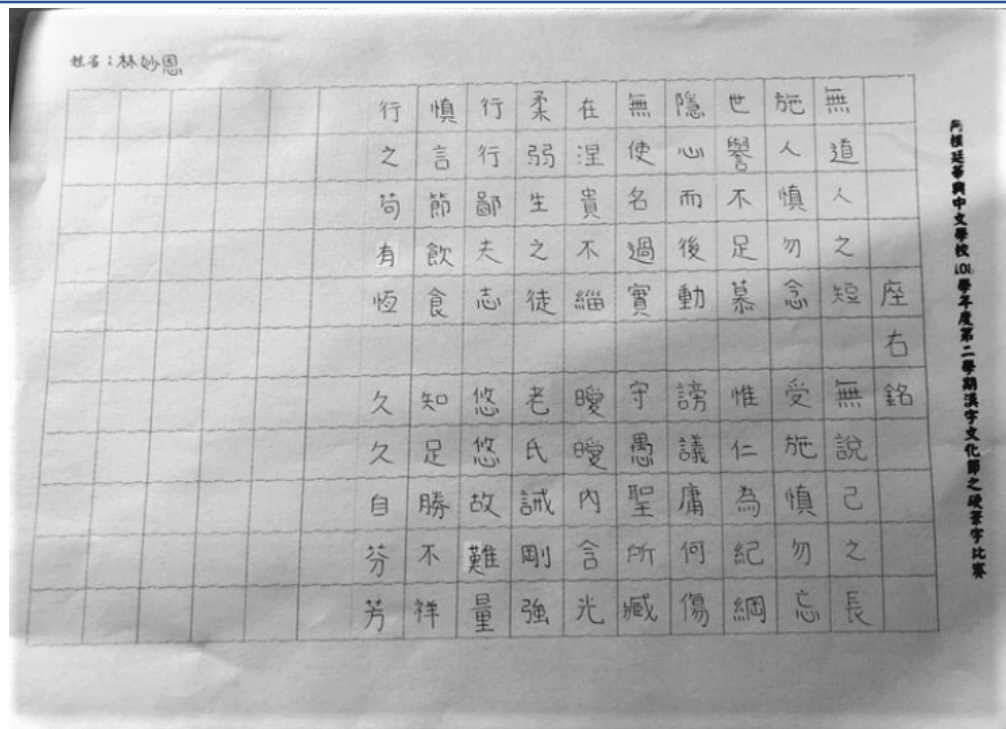 阿根廷華興中文學校101學年度第二學期漢字文化節之硬筆字比賽
姓名：林妙恩
座右銘
無道人之短 無說己之長
施人慎勿念 受施慎勿忘
世譽不足慕 惟仁為紀綱
隱心而後動 謗議庸何傷
無使名過實 守愚聖所臧
在涅貴不緇 曖曖內含光
柔弱生之徒 老氏誡剛強
行行鄙夫志 悠悠故難量
慎言節飲食 知足勝不祥
行之苟有恆 久久自芬芳